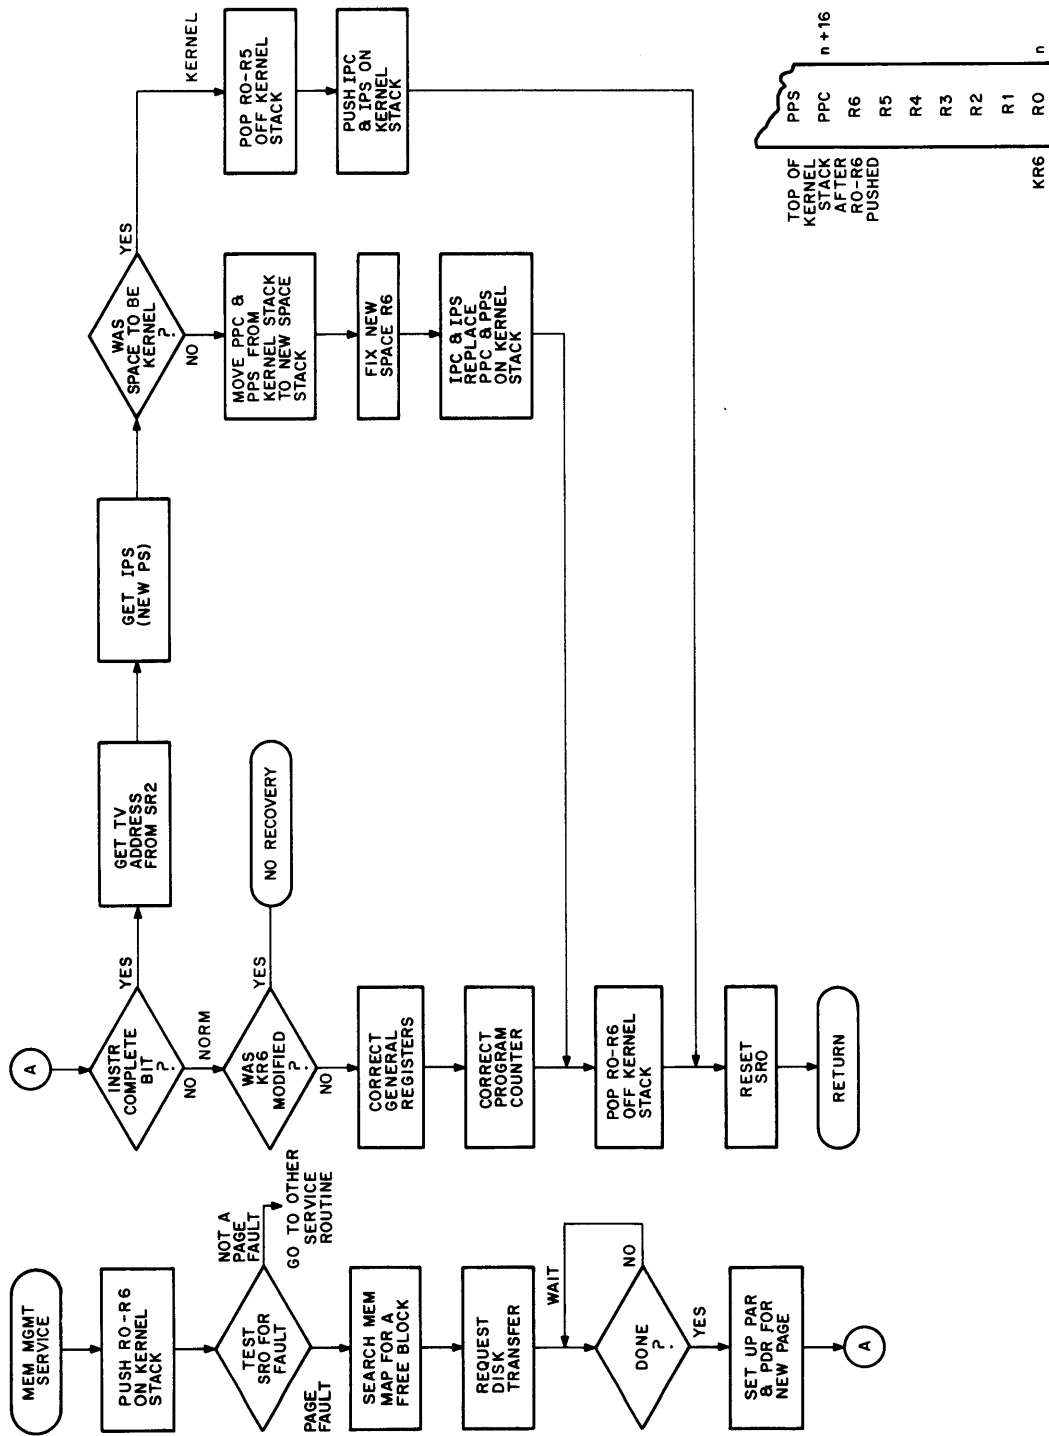 MEM MGMT
SERVICE
PUSH R0-R6
ON KERNEL
STACK
TEST
SR0 FOR
FAULT
NOT A
PAGE
FAULT
GO TO OTHER
SERVICE
ROUTINE
PAGE
FAULT
SEARCH MEM
MAP FOR A
FREE BLOCK
REQUEST
DISK
TRANSFER
WAIT
DONE
?
NO
YES
SET UP PAR
& PDR FOR
NEW PAGE
A
A
INSTR
COMPLETE
BIT
?
YES
NO
NORM
WAS
KR6
MODIFIED
?
YES
NO RECOVERY
NO
CORRECT
GENERAL
REGISTERS
CORRECT
PROGRAM
COUNTER
POP R0-R6
OFF KERNEL
STACK
RESET
SR0
RETURN
GET TV
ADDRESS
FROM SR2
GET IPS
(NEW PS)
WAS
SPACE TO BE
KERNEL
?
YES
KERNEL
NO
MOVE PPC &
PPS FROM
KERNEL STACK
TO NEW SPACE
STACK
FIX NEW
SPACE R6
IPC & IPS
REPLACE
PPC & PPS
ON KERNEL
STACK
POP R0-R5
OFF KERNEL
STACK
PUSH IPC
& IPS ON
KERNEL
STACK
TOP OF
KERNEL
STACK
AFTER
R0-R6
PUSHED
PPS
PPC n+16
R6
R5
R4
R3
R2
R1
KR6 R0 n